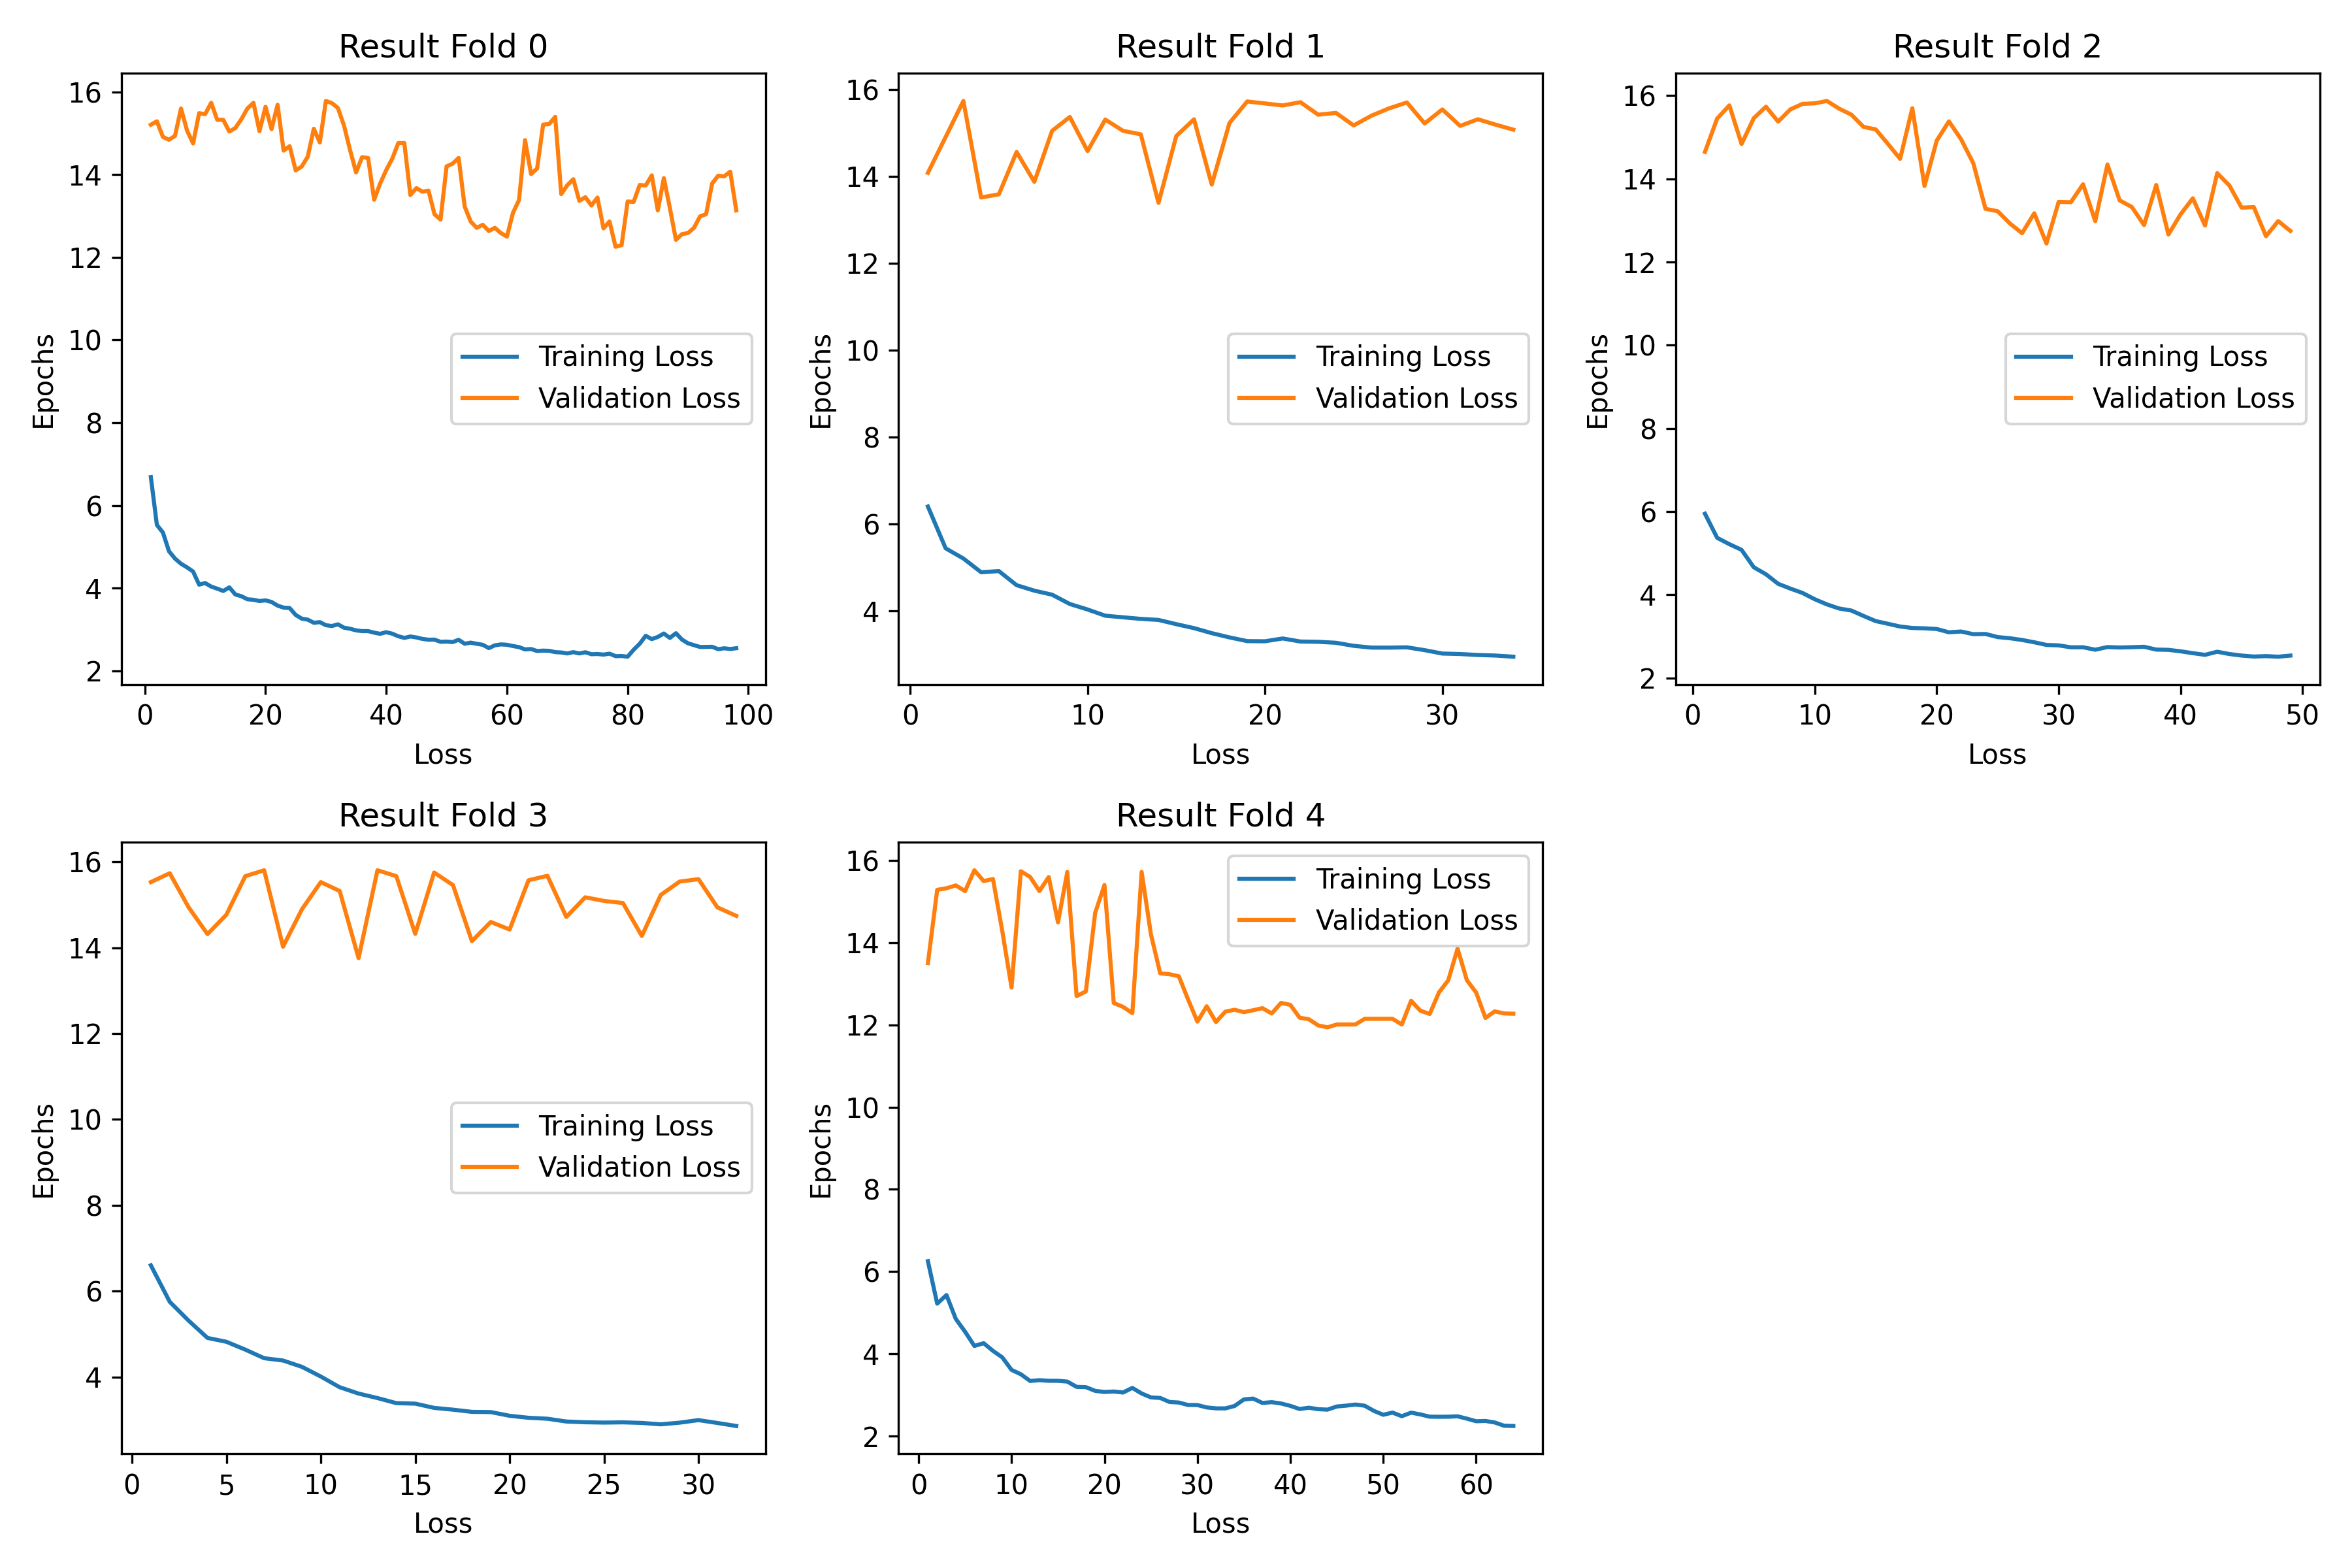 Result Fold 0
16
14
12
10
8
6
4
2
Epochs
Training Loss
Validation Loss
0 20 40 60 80 100
Loss
Result Fold 1
16
14
12
10
8
6
4
Epochs
Training Loss
Validation Loss
0 10 20 30
Loss
Result Fold 2
16
14
12
10
8
6
4
2
Epochs
Training Loss
Validation Loss
0 10 20 30 40 50
Loss
Result Fold 3
16
14
12
10
8
6
4
Epochs
Training Loss
Validation Loss
0 5 10 15 20 25 30
Loss
Result Fold 4
16
14
12
10
8
6
4
2
Epochs
Training Loss
Validation Loss
0 10 20 30 40 50 60
Loss